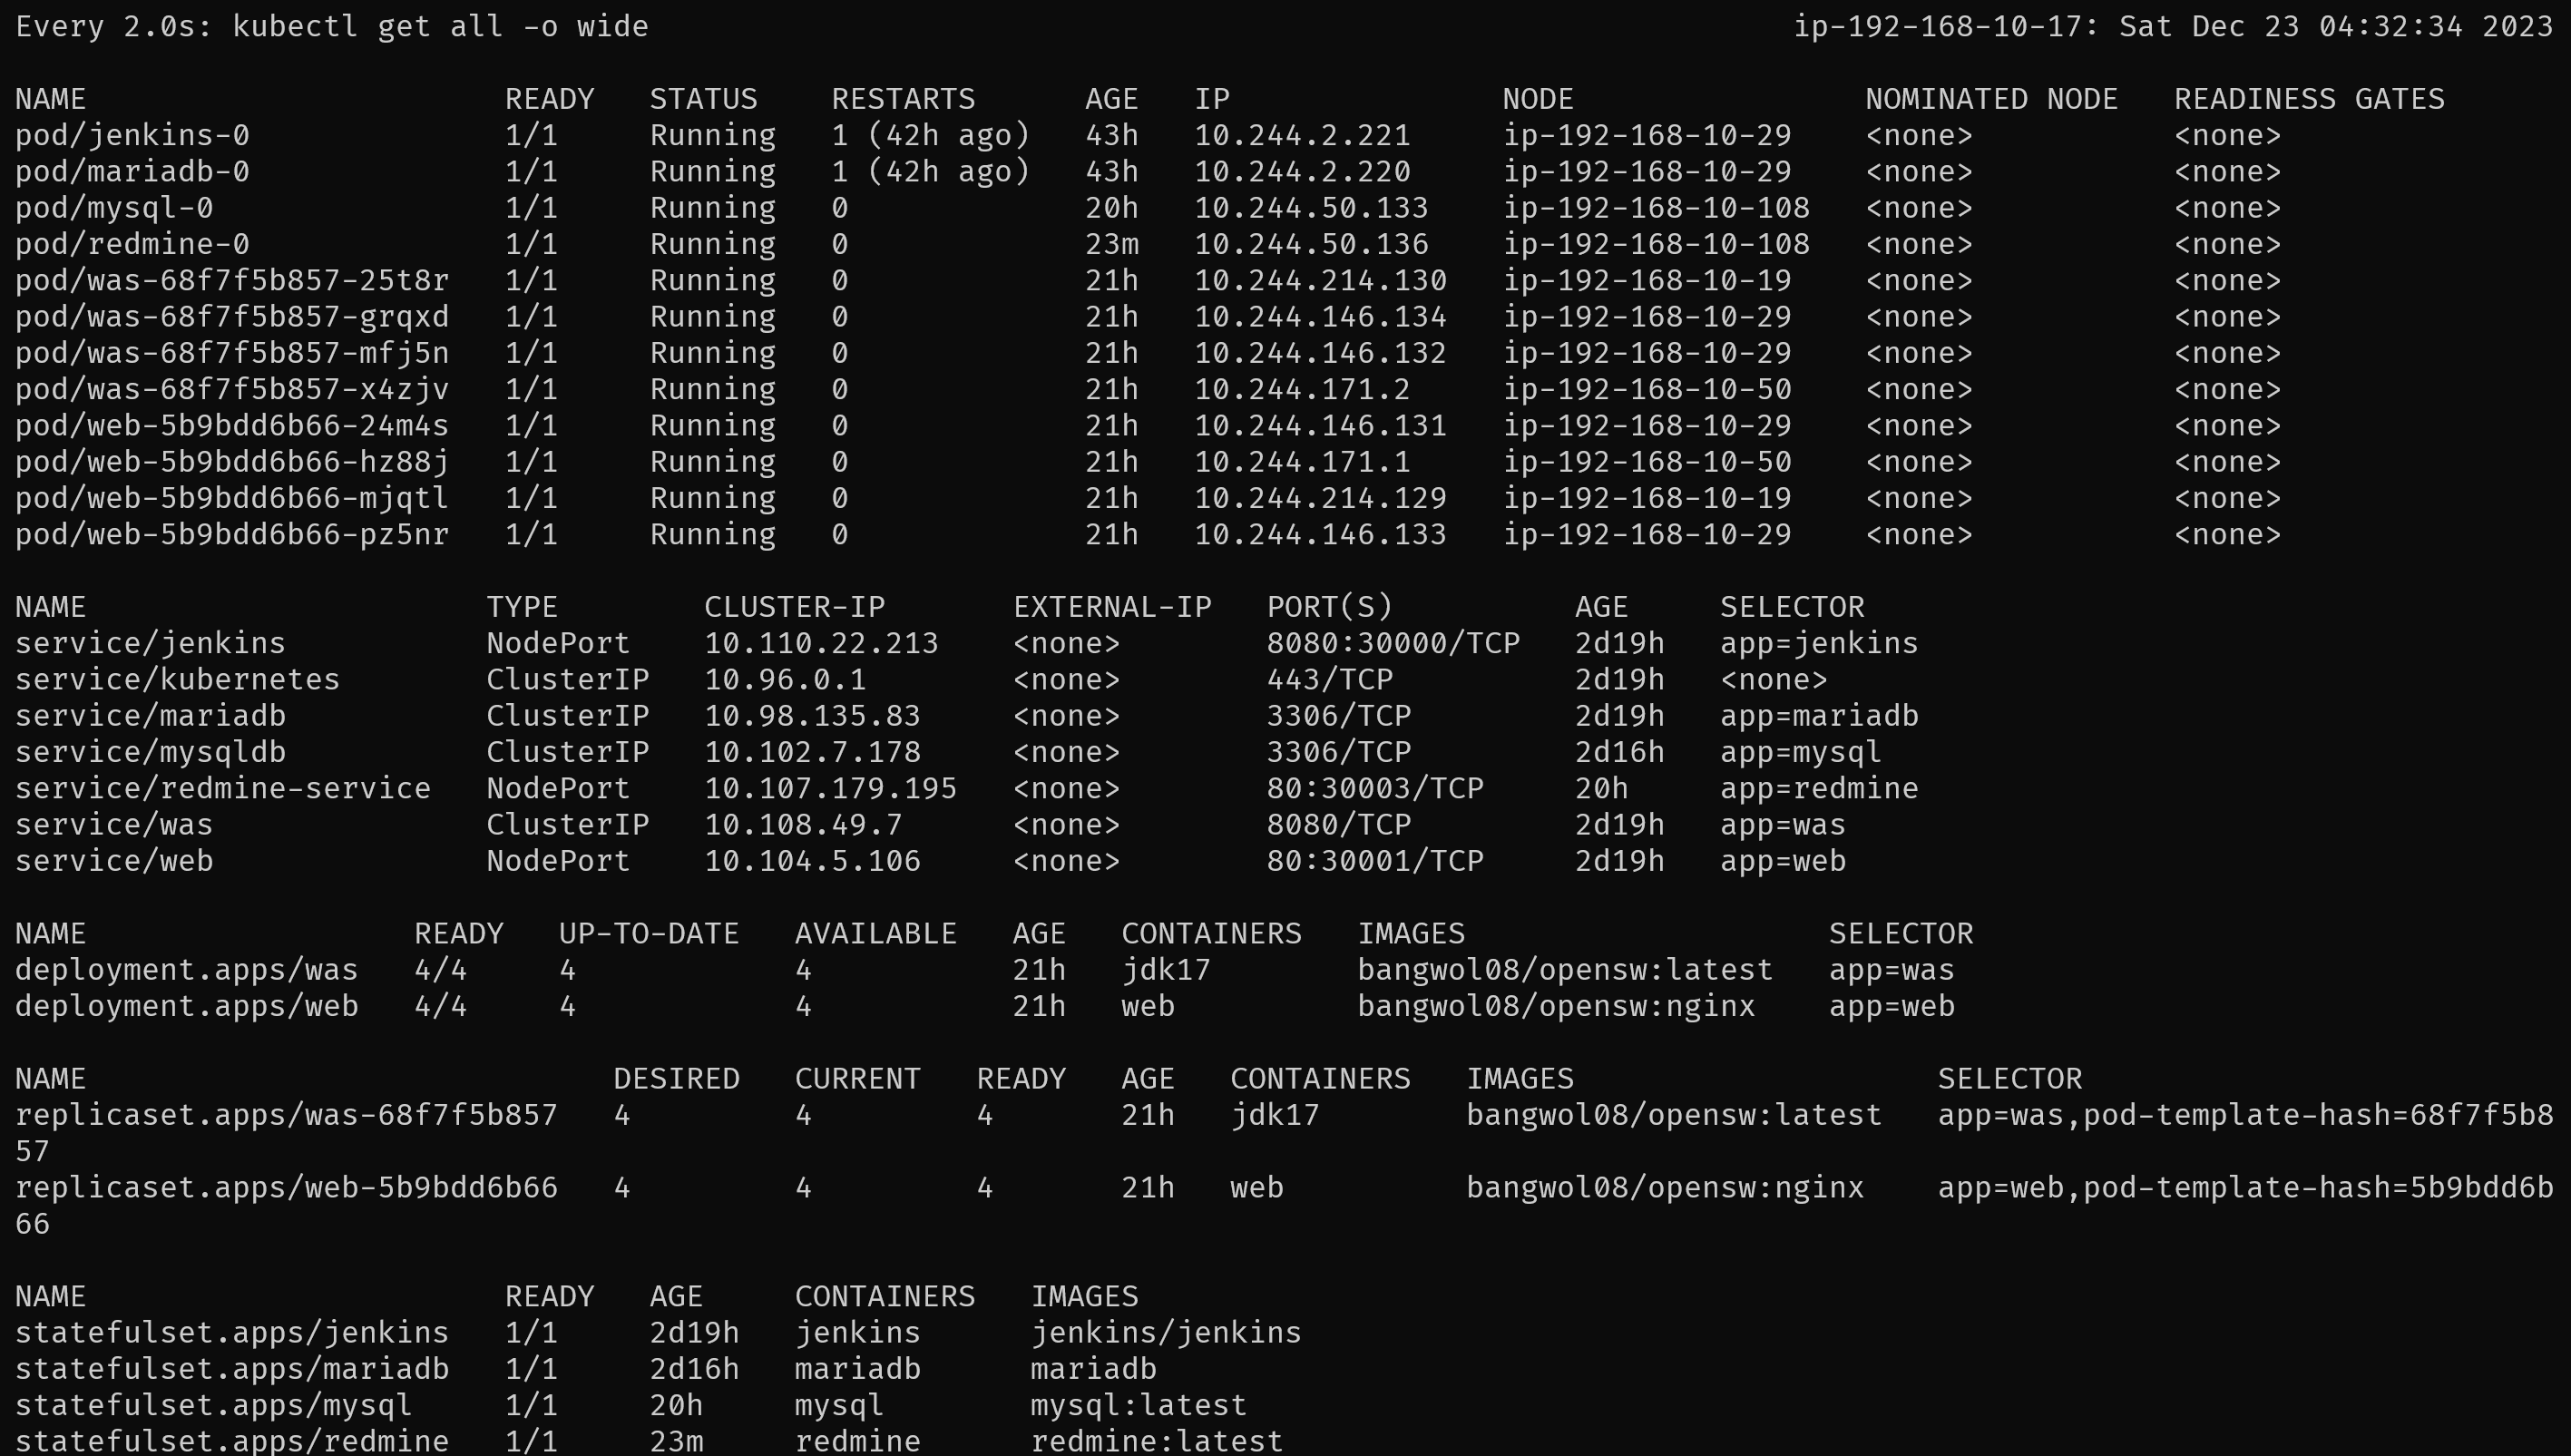 Every 2.0s: kubectl get all -o wide                                                               ip-192-168-10-17: Sat Dec 23 04:32:34 2023
NAME                       READY   STATUS    RESTARTS      AGE   IP               NODE                NOMINATED NODE   READINESS GATES
pod/jenkins-0              1/1     Running   1 (42h ago)   43h   10.244.2.221     ip-192-168-10-29    <none>           <none>
pod/mariadb-0              1/1     Running   1 (42h ago)   43h   10.244.2.220     ip-192-168-10-29    <none>           <none>
pod/mysql-0                1/1     Running   0             20h   10.244.50.133    ip-192-168-10-108   <none>           <none>
pod/redmine-0              1/1     Running   0             23m   10.244.50.136    ip-192-168-10-108   <none>           <none>
pod/was-68f7f5b857-25t8r   1/1     Running   0             21h   10.244.214.130   ip-192-168-10-19    <none>           <none>
pod/was-68f7f5b857-grqxd   1/1     Running   0             21h   10.244.146.134   ip-192-168-10-29    <none>           <none>
pod/was-68f7f5b857-mfj5n   1/1     Running   0             21h   10.244.146.132   ip-192-168-10-29    <none>           <none>
pod/was-68f7f5b857-x4zjv   1/1     Running   0             21h   10.244.171.2     ip-192-168-10-50    <none>           <none>
pod/web-5b9bdd6b66-24m4s   1/1     Running   0             21h   10.244.146.131   ip-192-168-10-29    <none>           <none>
pod/web-5b9bdd6b66-hz88j   1/1     Running   0             21h   10.244.171.1     ip-192-168-10-50    <none>           <none>
pod/web-5b9bdd6b66-mjqtl   1/1     Running   0             21h   10.244.214.129   ip-192-168-10-19    <none>           <none>
pod/web-5b9bdd6b66-pz5nr   1/1     Running   0             21h   10.244.146.133   ip-192-168-10-29    <none>           <none>
NAME                      TYPE        CLUSTER-IP       EXTERNAL-IP   PORT(S)          AGE     SELECTOR
service/jenkins           NodePort    10.110.22.213    <none>        8080:30000/TCP   2d19h   app=jenkins
service/kubernetes        ClusterIP   10.96.0.1        <none>        443/TCP          2d19h   <none>
service/mariadb           ClusterIP   10.98.135.83     <none>        3306/TCP         2d19h   app=mariadb
service/mysqldb           ClusterIP   10.102.7.178     <none>        3306/TCP         2d16h   app=mysql
service/redmine-service   NodePort    10.107.179.195   <none>        80:30003/TCP     20h     app=redmine
service/was               ClusterIP   10.108.49.7      <none>        8080/TCP         2d19h   app=was
service/web               NodePort    10.104.5.106     <none>        80:30001/TCP     2d19h   app=web
NAME                  READY   UP-TO-DATE   AVAILABLE   AGE   CONTAINERS   IMAGES                    SELECTOR
deployment.apps/was   4/4     4            4           21h   jdk17        bangwol08/opensw:latest   app=was
deployment.apps/web   4/4     4            4           21h   web          bangwol08/opensw:nginx    app=web
NAME                             DESIRED   CURRENT   READY   AGE   CONTAINERS   IMAGES                    SELECTOR
replicaset.apps/was-68f7f5b857   4         4         4       21h   jdk17        bangwol08/opensw:latest   app=was,pod-template-hash=68f7f5b8
57
replicaset.apps/web-5b9bdd6b66   4         4         4       21h   web          bangwol08/opensw:nginx    app=web,pod-template-hash=5b9bdd6b
66
NAME                       READY   AGE     CONTAINERS   IMAGES
statefulset.apps/jenkins   1/1     2d19h   jenkins      jenkins/jenkins
statefulset.apps/mariadb   1/1     2d16h   mariadb      mariadb
statefulset.apps/mysql     1/1     20h     mysql        mysql:latest
statefulset.apps/redmine   1/1     23m     redmine      redmine:latest